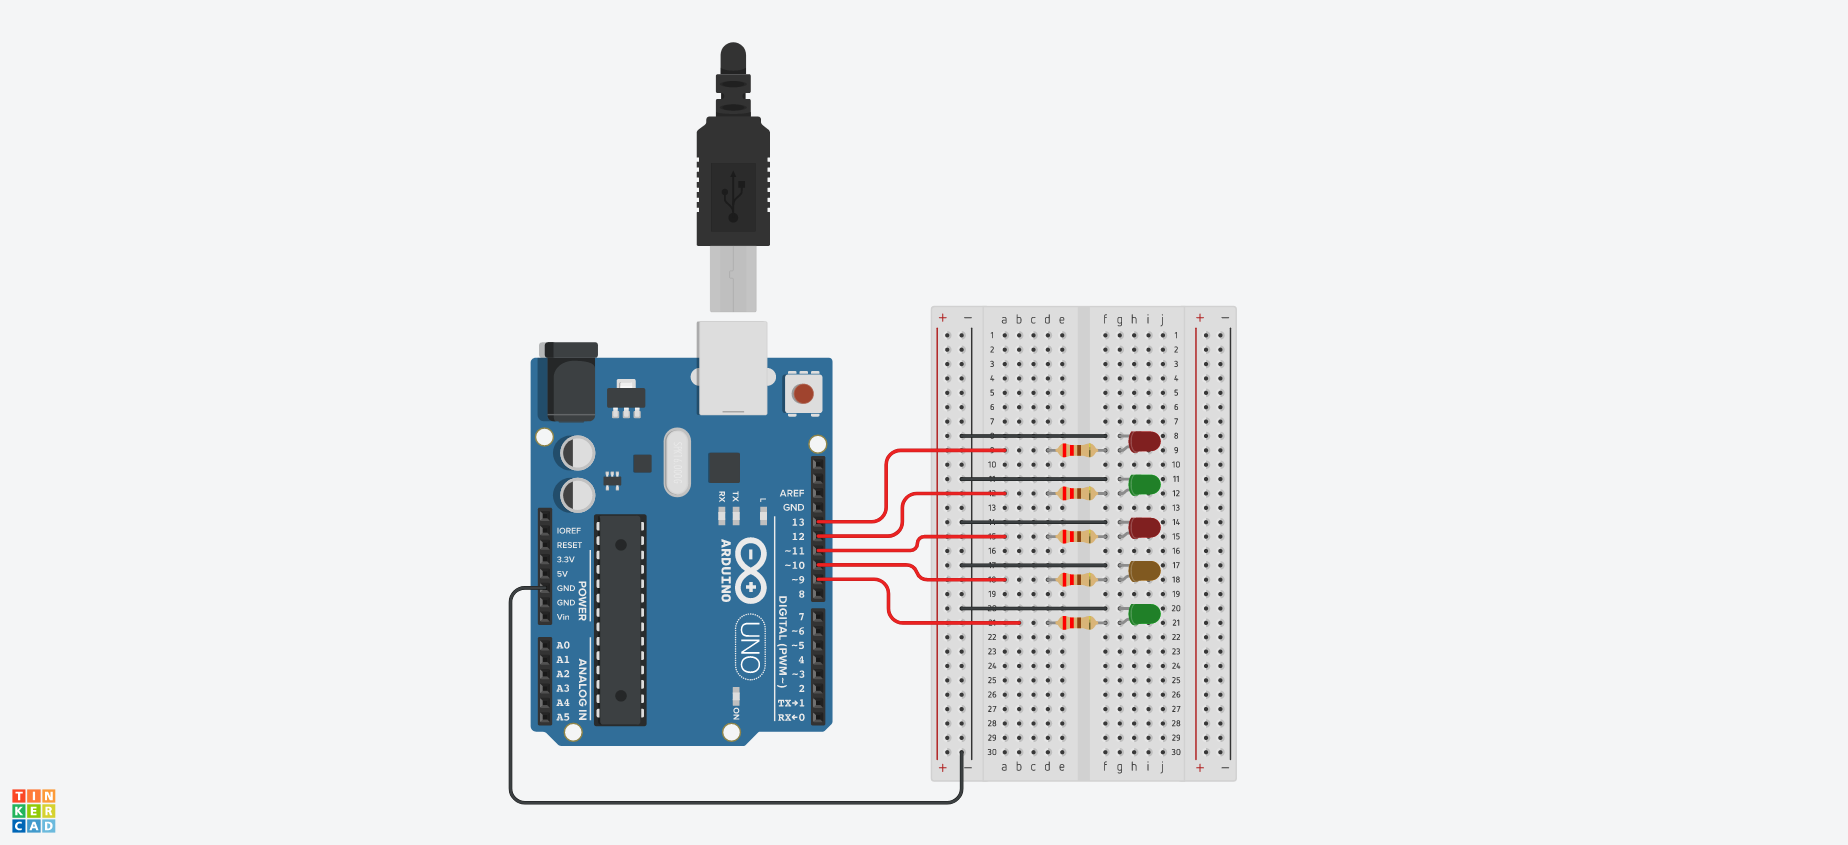 IOREF
RESET
3.3V
5V
GND
GND
Vin
POWER
A0
A1
A2
A3
A4
A5
ANALOG IN
RX TX L
ARDUINO
UNO
ON
AREF
GND
13
12
~11
~10
~9
8
7
~6
~5
4
~3
2
TX→1
RX←0
DIGITAL (PWM~)
+ − a b c d e f g h i j + −
1 1
2 2
3 3
4 4
5 5
6 6
7 7
8 8
9 9
10 10
11 11
12 12
13 13
14 14
15 15
16 16
17 17
18 18
19 19
20 20
21 21
22 22
23 23
24 24
25 25
26 26
27 27
28 28
29 29
30 30
+ − a b c d e f g h i j + −
TIN
KER
CAD